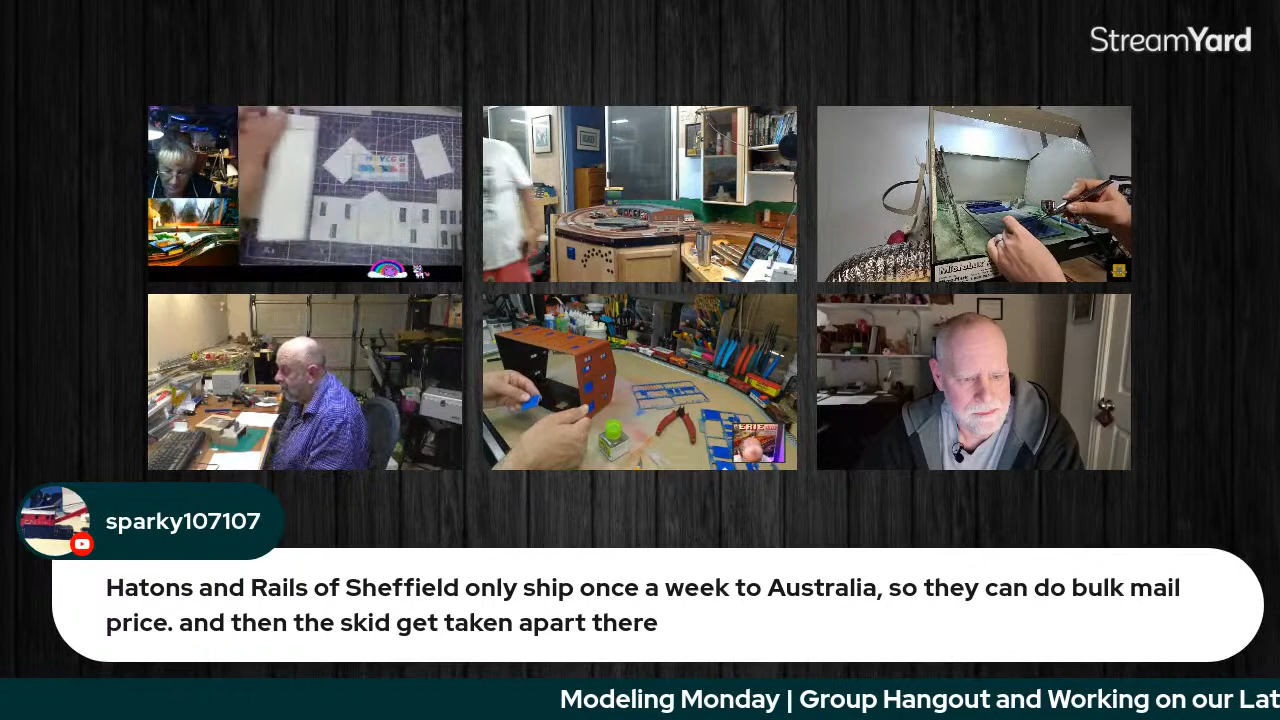 StreamYard
ERIE
sparky107107
Hatons and Rails of Sheffield only ship once a week to Australia, so they can do bulk mail
price. and then the skid get taken apart there
Modeling Monday | Group Hangout and Working on our Lat